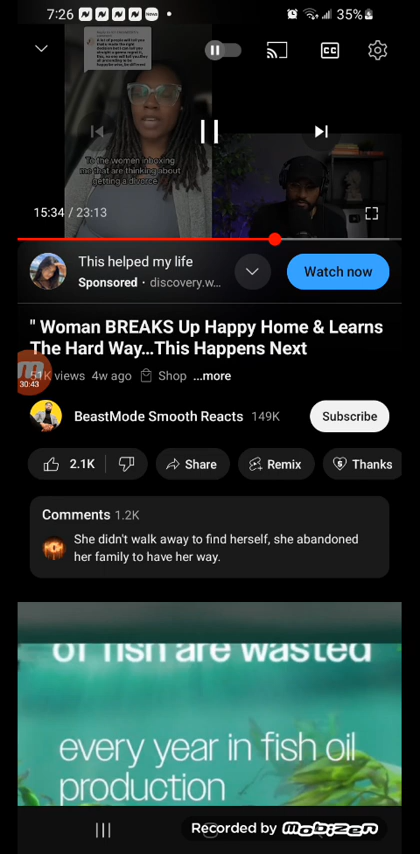 7:26
35%
CC
To the women inboxing
me that are thinking about
getting a divorce
15:34 / 23:13
This helped my life
Sponsored · discovery.w...
Watch now
" Woman BREAKS Up Happy Home & Learns
The Hard Way...This Happens Next
51K views 4w ago Shop ...more
30:43
BeastMode Smooth Reacts 149K
Subscribe
2.1K
Share
Remix
Thanks
Comments 1.2K
She didn't walk away to find herself, she abandoned
her family to have her way.
of fish are wasted
every year in fish oil
production
Recorded by MOBIZEN